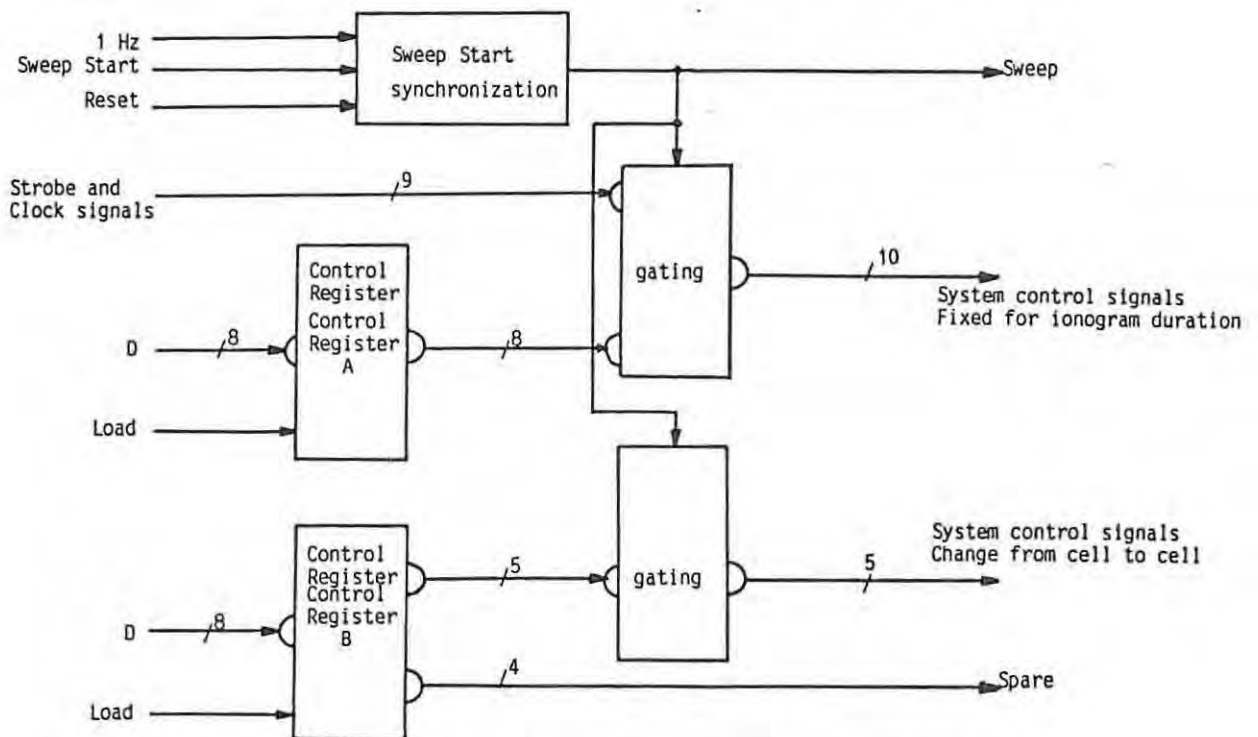 1 Hz
Sweep Start
Reset
Sweep Start
synchronization
Sweep
Strobe and
Clock signals
9
gating
10
System control signals
Fixed for ionogram duration
Control
Register
Control
Register
A
D
8
8
Load
Control
Register
Control
Register
B
5
gating
5
System control signals
Change from cell to cell
D
8
4
Spare
Load